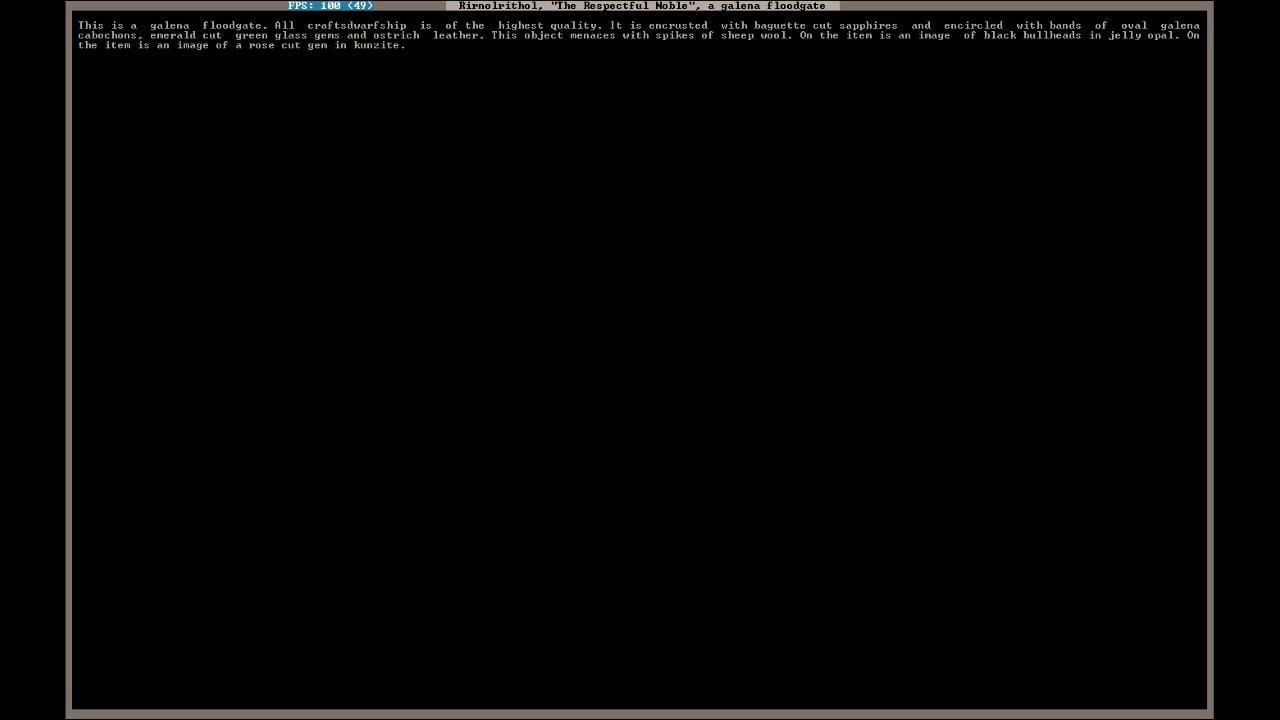 FPS: 100 (49) Rirnolrithol, "The Respectful Noble", a galena floodgate
This is a galena floodgate. All craftsdwarfship is of the highest quality. It is encrusted with baguette cut sapphires and encircled with bands of oval galena
cabochons, emerald cut green glass gems and ostrich leather. This object menaces with spikes of sheep wool. On the item is an image of black bullheads in jelly opal. On
the item is an image of a rose cut gem in kunzite.